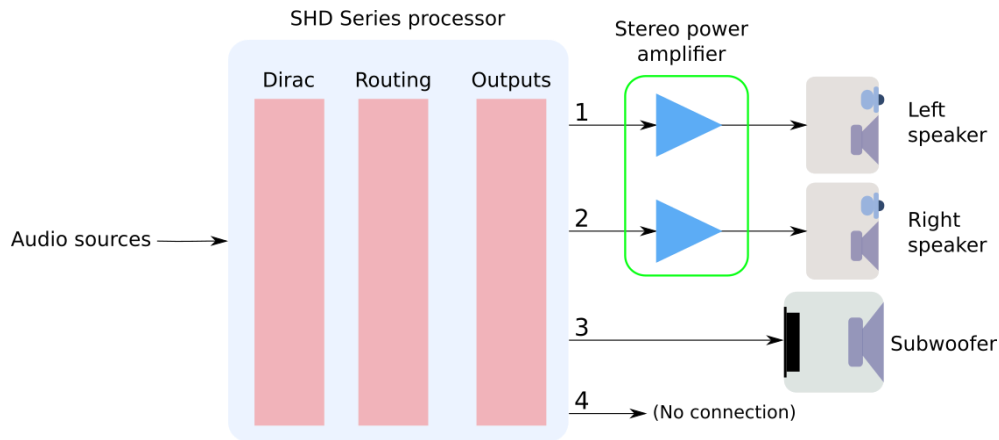 SHD Series processor
Stereo power
amplifier
Dirac
Routing
Outputs
1
Left
speaker
2
Right
speaker
Audio sources
3
Subwoofer
4
(No connection)